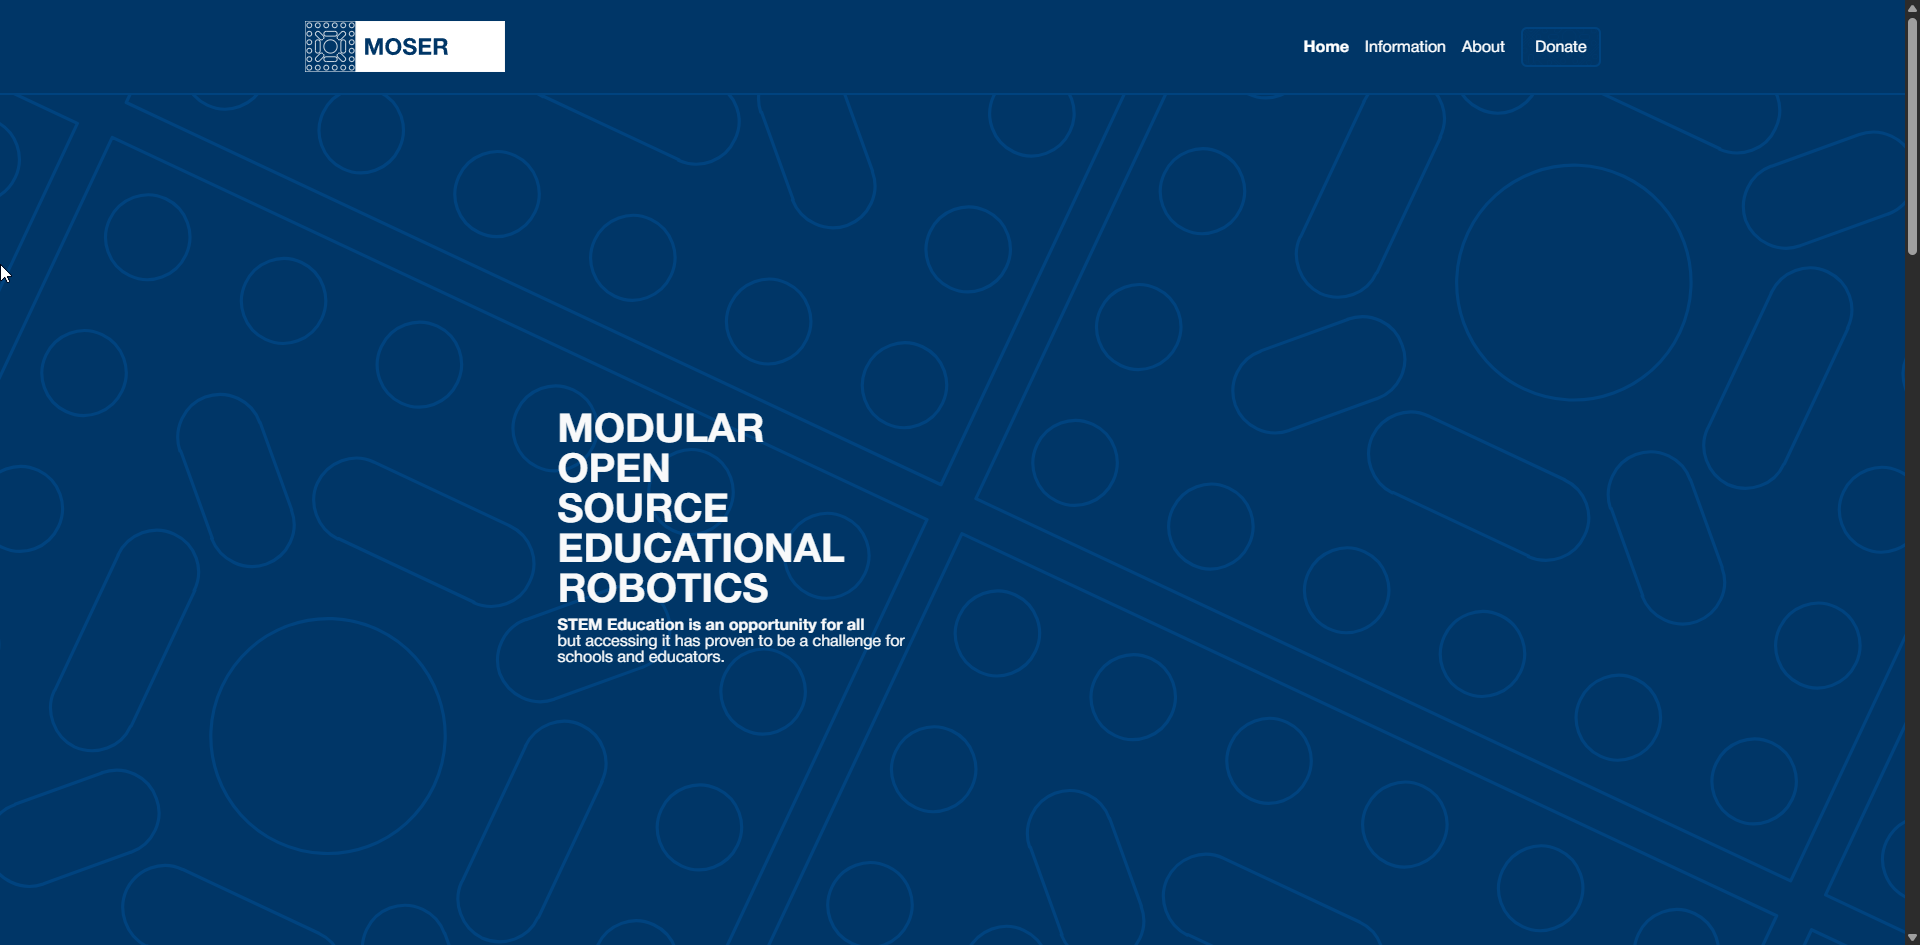 MOSER
Home Information About Donate
MODULAR
OPEN
SOURCE
EDUCATIONAL
ROBOTICS
STEM Education is an opportunity for all
but accessing it has proven to be a challenge for
schools and educators.